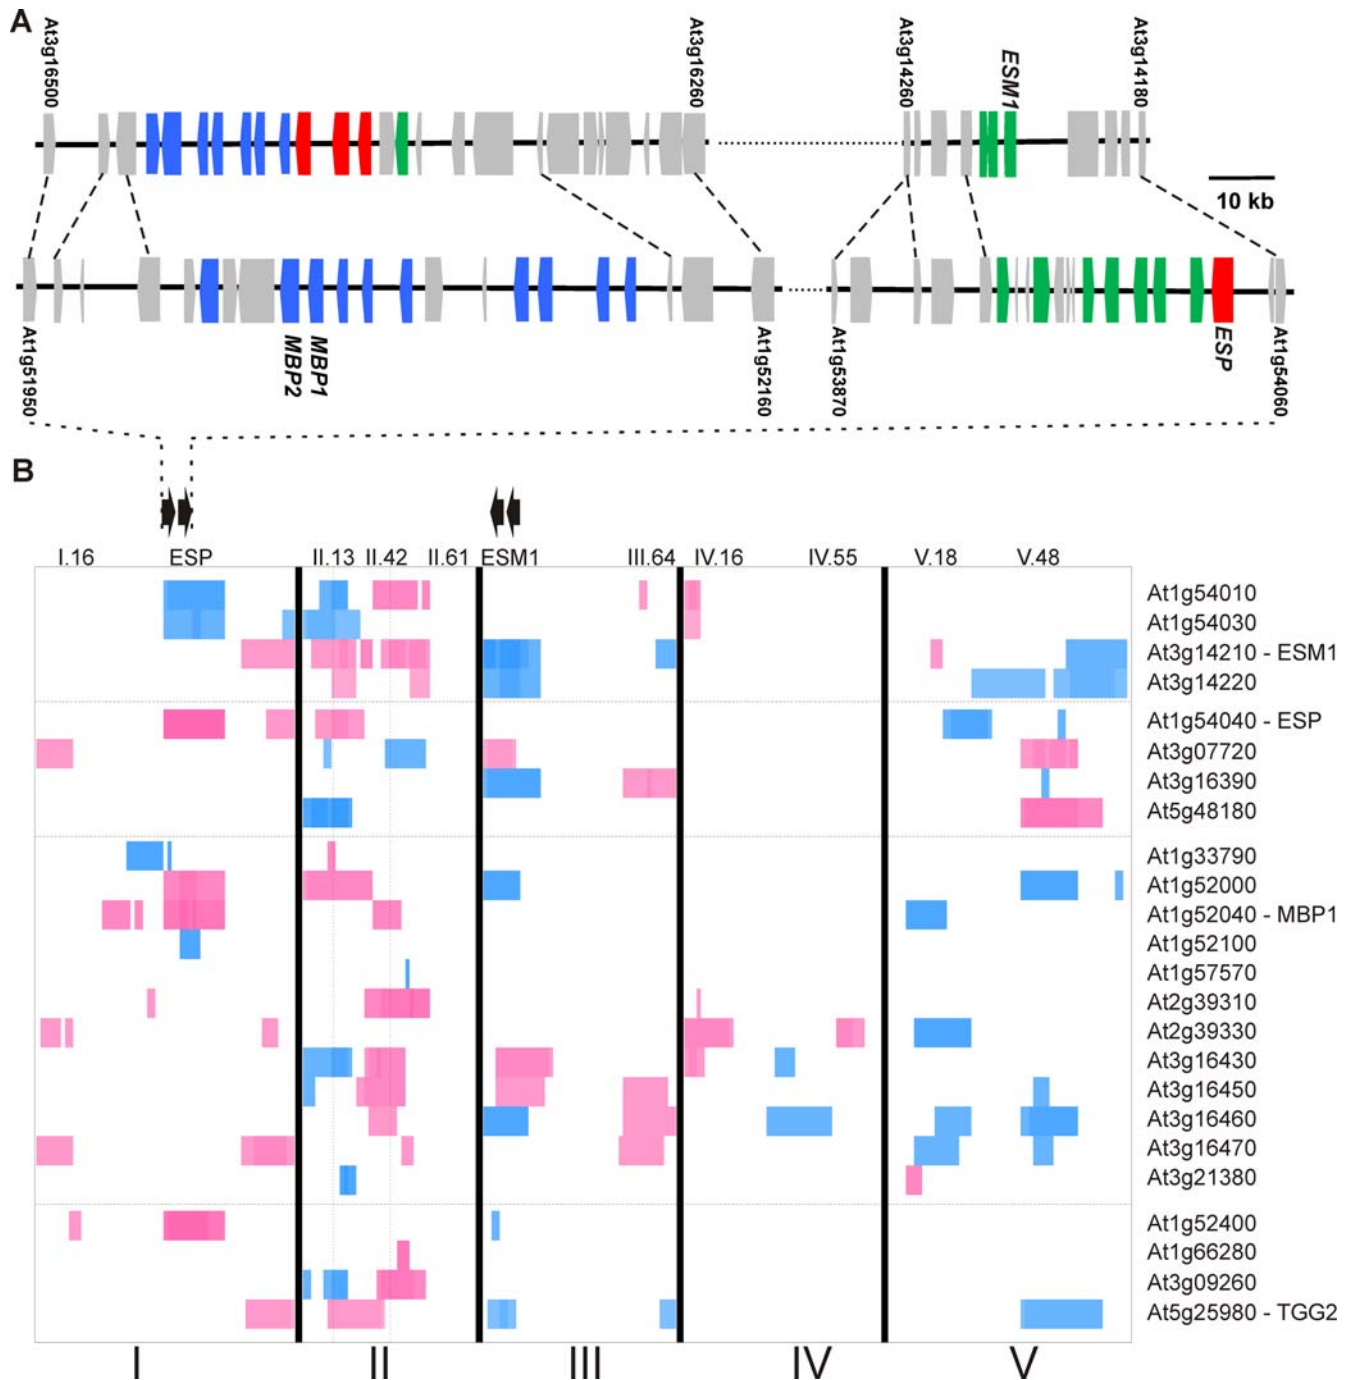 A
At3g16500
At3g16260
At3g14260
ESM1
At3g14180
10 kb
At1g51950
MBP2
MBP1
At1g52160
At1g53870
ESP
At1g54060
B
I.16 ESP II.13 II.42 II.61 ESM1 III.64 IV.16 IV.55 V.18 V.48
At1g54010
At1g54030
At3g14210 - ESM1
At3g14220
At1g54040 - ESP
At3g07720
At3g16390
At5g48180
At1g33790
At1g52000
At1g52040 - MBP1
At1g52100
At1g57570
At2g39310
At2g39330
At3g16430
At3g16450
At3g16460
At3g16470
At3g21380
At1g52400
At1g66280
At3g09260
At5g25980 - TGG2
I II III IV V